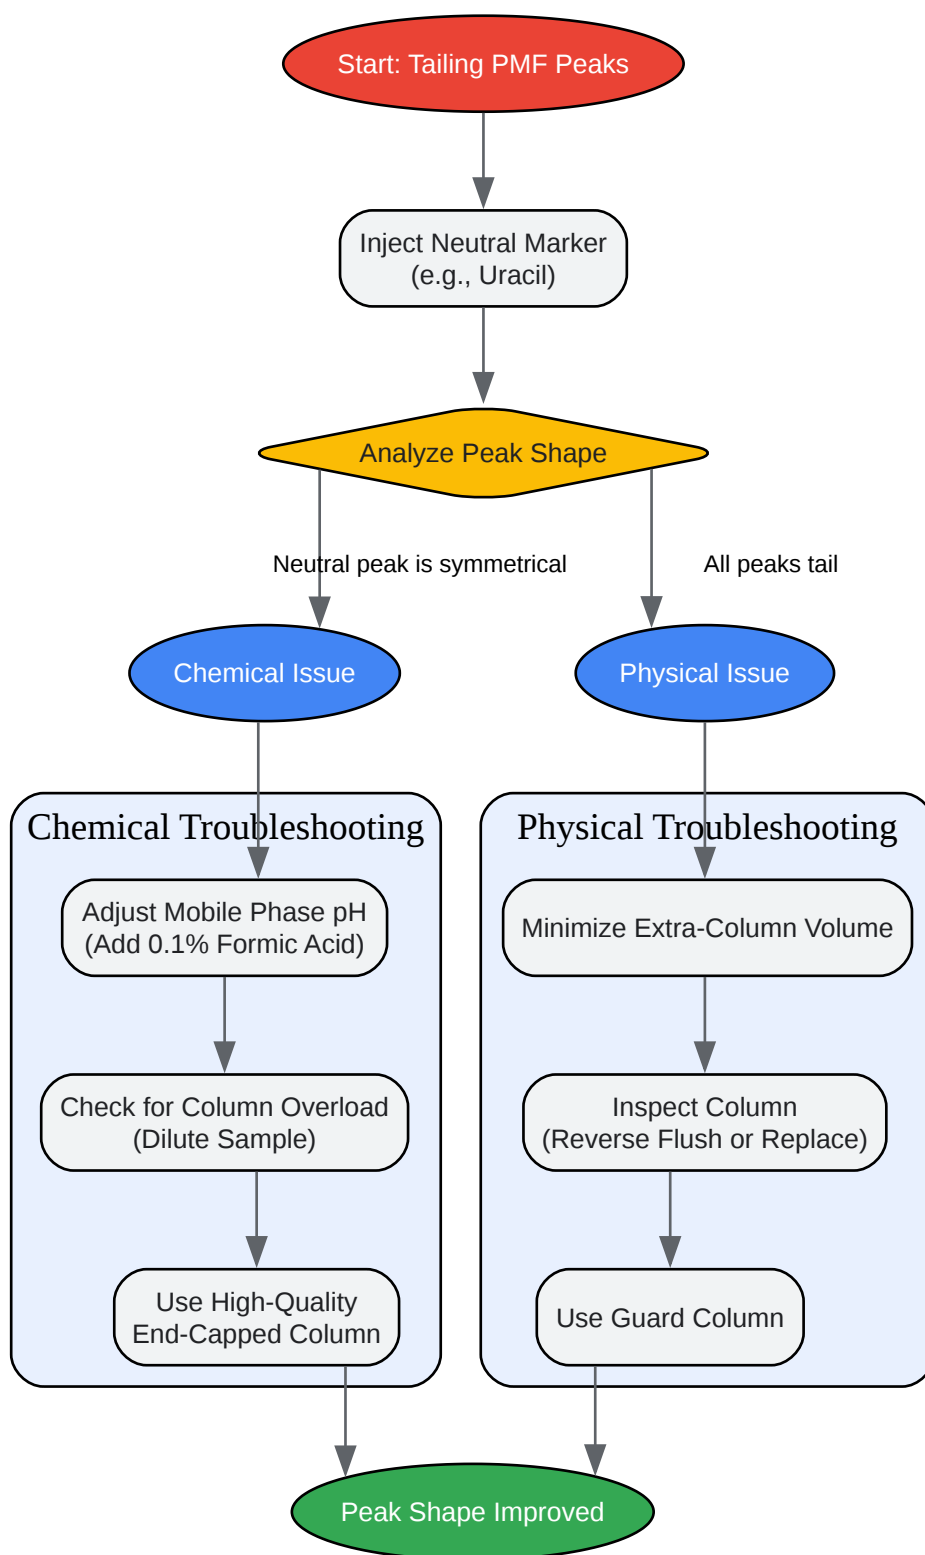 Start: Tailing PMF Peaks
Inject Neutral Marker
(e.g., Uracil)
Analyze Peak Shape
Neutral peak is symmetrical
All peaks tail
Chemical Issue
Physical Issue
Chemical Troubleshooting
Adjust Mobile Phase pH
(Add 0.1% Formic Acid)
Check for Column Overload
(Dilute Sample)
Use High-Quality
End-Capped Column
Physical Troubleshooting
Minimize Extra-Column Volume
Inspect Column
(Reverse Flush or Replace)
Use Guard Column
Peak Shape Improved